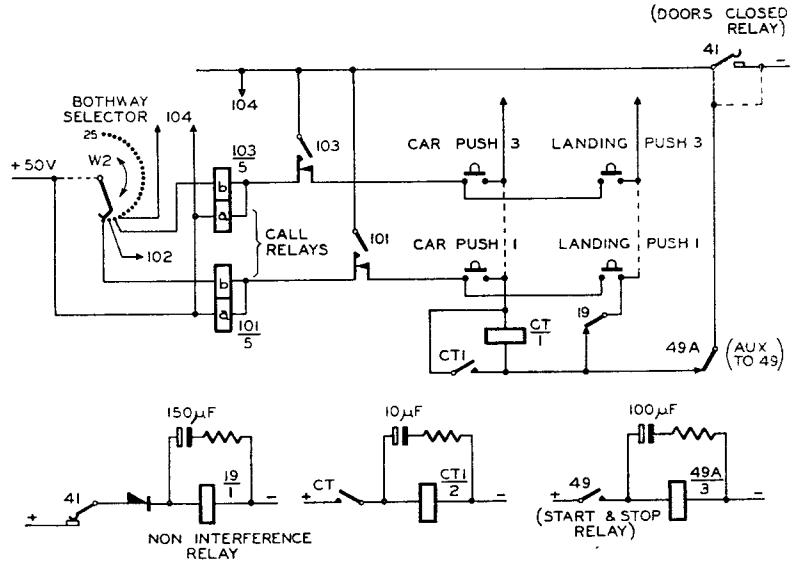 (DOORS CLOSED
RELAY)
41
−
104
BOTHWAY
SELECTOR
25
W2
104
+ 50V
103
5
b
a
103
CAR PUSH 3
LANDING PUSH 3
CALL
RELAYS
102
101
CAR PUSH 1
LANDING PUSH 1
b
a
101
5
CT
1
19
CT1
49A
(AUX
TO 49)
150µF
41
+
19
1
−
NON INTERFERENCE
RELAY
10µF
CT
+
CT1
2
−
100µF
49
+
(START & STOP
RELAY)
49A
3
−